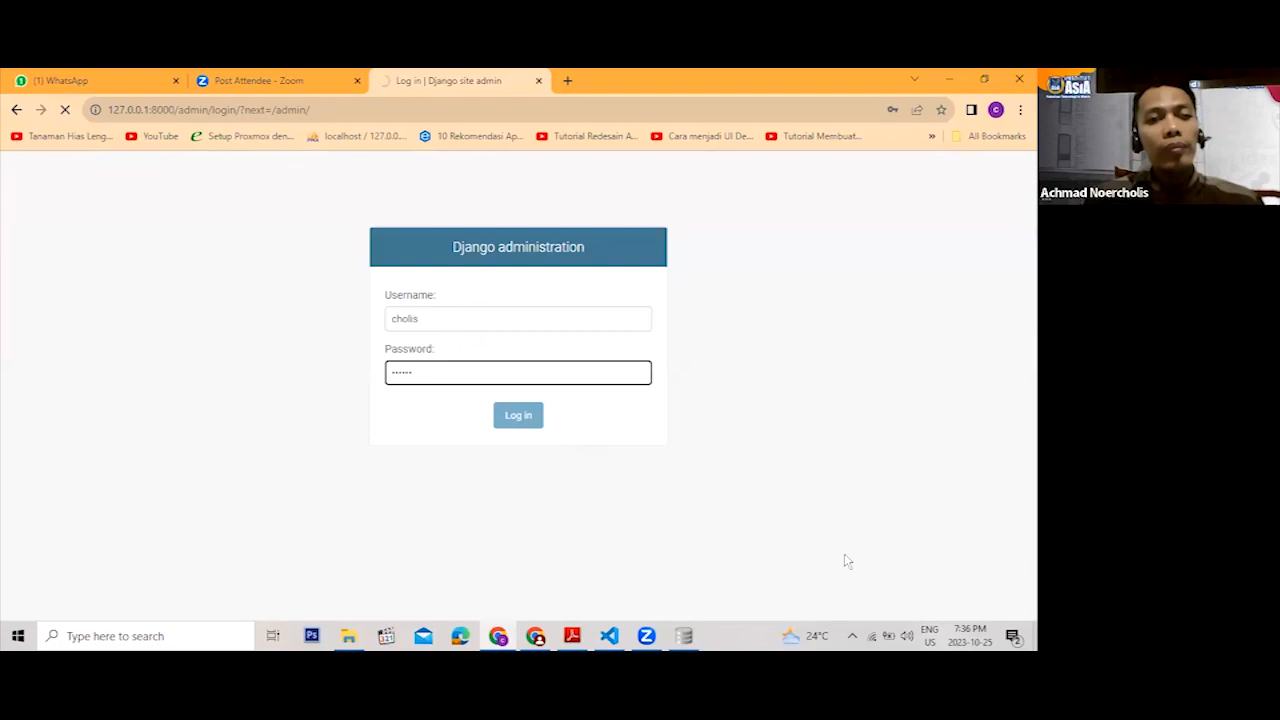 (1) WhatsApp
Post Attendee - Zoom
Log in | Django site admin
127.0.0.1:8000/admin/login/?next=/admin/
Tanaman Hias Leng...
YouTube
Setup Proxmox den...
localhost / 127.0.0....
10 Rekomendasi Ap...
Tutorial Redesain A...
Cara menjadi UI De...
Tutorial Membuat...
»
All Bookmarks
ASIA
Achmad Noercholis
Django administration
Username:
cholis
Password:
Log in
Type here to search
24°C
ENG
US
7:36 PM
2023-10-25